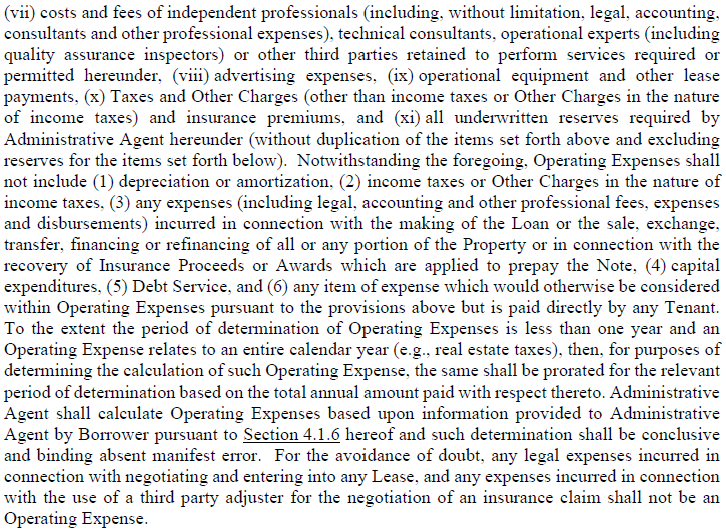 (vii) costs and fees of independent professionals (including, without limitation, legal, accounting,
consultants and other professional expenses), technical consultants, operational experts (including
quality assurance inspectors) or other third parties retained to perform services required or
permitted hereunder, (viii) advertising expenses, (ix) operational equipment and other lease
payments, (x) Taxes and Other Charges (other than income taxes or Other Charges in the nature
of income taxes) and insurance premiums, and (xi) all underwritten reserves required by
Administrative Agent hereunder (without duplication of the items set forth above and excluding
reserves for the items set forth below).  Notwithstanding the foregoing, Operating Expenses shall
not include (1) depreciation or amortization, (2) income taxes or Other Charges in the nature of
income taxes, (3) any expenses (including legal, accounting and other professional fees, expenses
and disbursements) incurred in connection with the making of the Loan or the sale, exchange,
transfer, financing or refinancing of all or any portion of the Property or in connection with the
recovery of Insurance Proceeds or Awards which are applied to prepay the Note, (4) capital
expenditures, (5) Debt Service, and (6) any item of expense which would otherwise be considered
within Operating Expenses pursuant to the provisions above but is paid directly by any Tenant.
To the extent the period of determination of Operating Expenses is less than one year and an
Operating Expense relates to an entire calendar year (e.g., real estate taxes), then, for purposes of
determining the calculation of such Operating Expense, the same shall be prorated for the relevant
period of determination based on the total annual amount paid with respect thereto. Administrative
Agent shall calculate Operating Expenses based upon information provided to Administrative
Agent by Borrower pursuant to Section 4.1.6 hereof and such determination shall be conclusive
and binding absent manifest error.  For the avoidance of doubt, any legal expenses incurred in
connection with negotiating and entering into any Lease, and any expenses incurred in connection
with the use of a third party adjuster for the negotiation of an insurance claim shall not be an
Operating Expense.